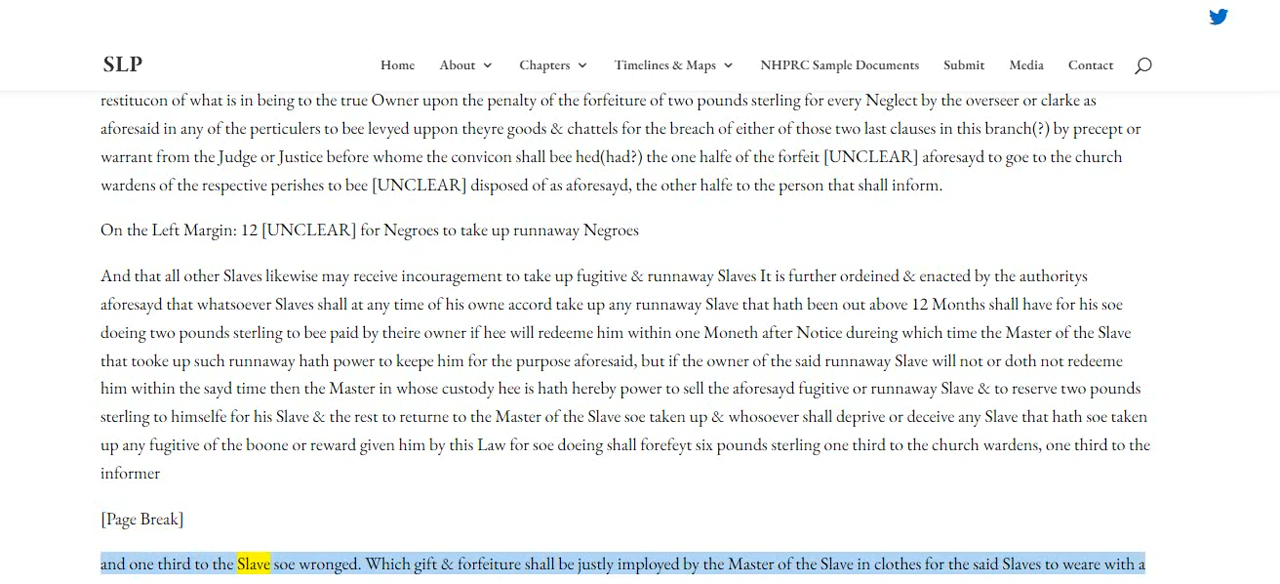 SLP
Home About Chapters Timelines & Maps NHPRC Sample Documents Submit Media Contact
restitucon of what is in being to the true Owner upon the penalty of the forfeiture of two pounds sterling for every Neglect by the overseer or clarke as
aforesaid in any of the perticulers to bee levyed uppon theyre goods & chattels for the breach of either of those two last clauses in this branch(?) by precept or
warrant from the Judge or Justice before whome the convicon shall bee hed(had?) the one halfe of the forfeit [UNCLEAR] aforesayd to goe to the church
wardens of the respective perishes to bee [UNCLEAR] disposed of as aforesayd, the other halfe to the person that shall inform.
On the Left Margin: 12 [UNCLEAR] for Negroes to take up runnaway Negroes
And that all other Slaves likewise may receive incouragement to take up fugitive & runnaway Slaves It is further ordeined & enacted by the authoritys
aforesayd that whatsoever Slaves shall at any time of his owne accord take up any runnaway Slave that hath been out above 12 Months shall have for his soe
doeing two pounds sterling to bee paid by theire owner if hee will redeeme him within one Moneth after Notice dureing which time the Master of the Slave
that tooke up such runnaway hath power to keepe him for the purpose aforesaid, but if the owner of the said runnaway Slave will not or doth not redeeme
him within the sayd time then the Master in whose custody hee is hath hereby power to sell the aforesayd fugitive or runnaway Slave & to reserve two pounds
sterling to himselfe for his Slave & the rest to returne to the Master of the Slave soe taken up & whosoever shall deprive or deceive any Slave that hath soe taken
up any fugitive of the boone or reward given him by this Law for soe doeing shall forefeyt six pounds sterling one third to the church wardens, one third to the
informer
[Page Break]
and one third to the Slave soe wronged. Which gift & forfeiture shall be justly imployed by the Master of the Slave in clothes for the said Slaves to weare with a